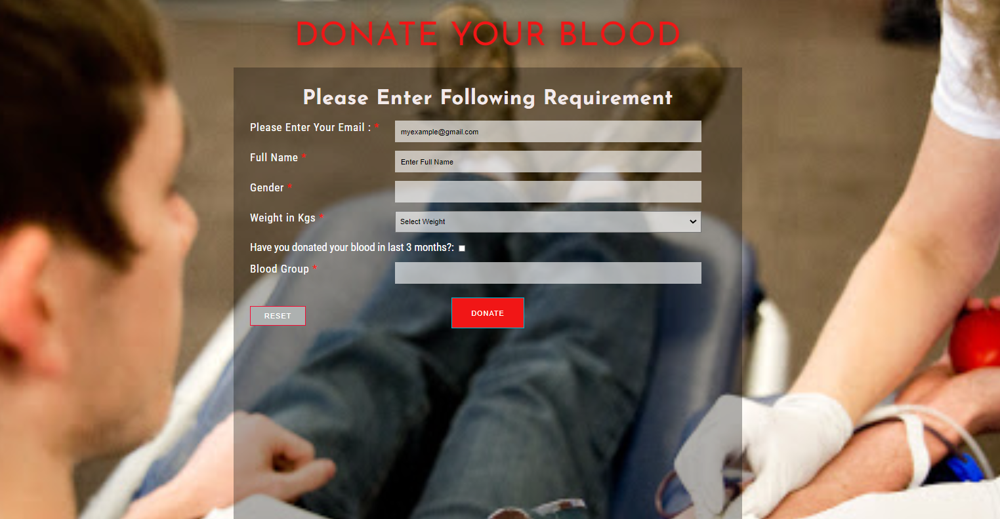 DONATE YOUR BLOOD
Please Enter Following Requirement
Please Enter Your Email : *
myexample@gmail.com
Full Name *
Enter Full Name
Gender *
Weight in Kgs *
Select Weight
Have you donated your blood in last 3 months?:
Blood Group *
RESET
DONATE